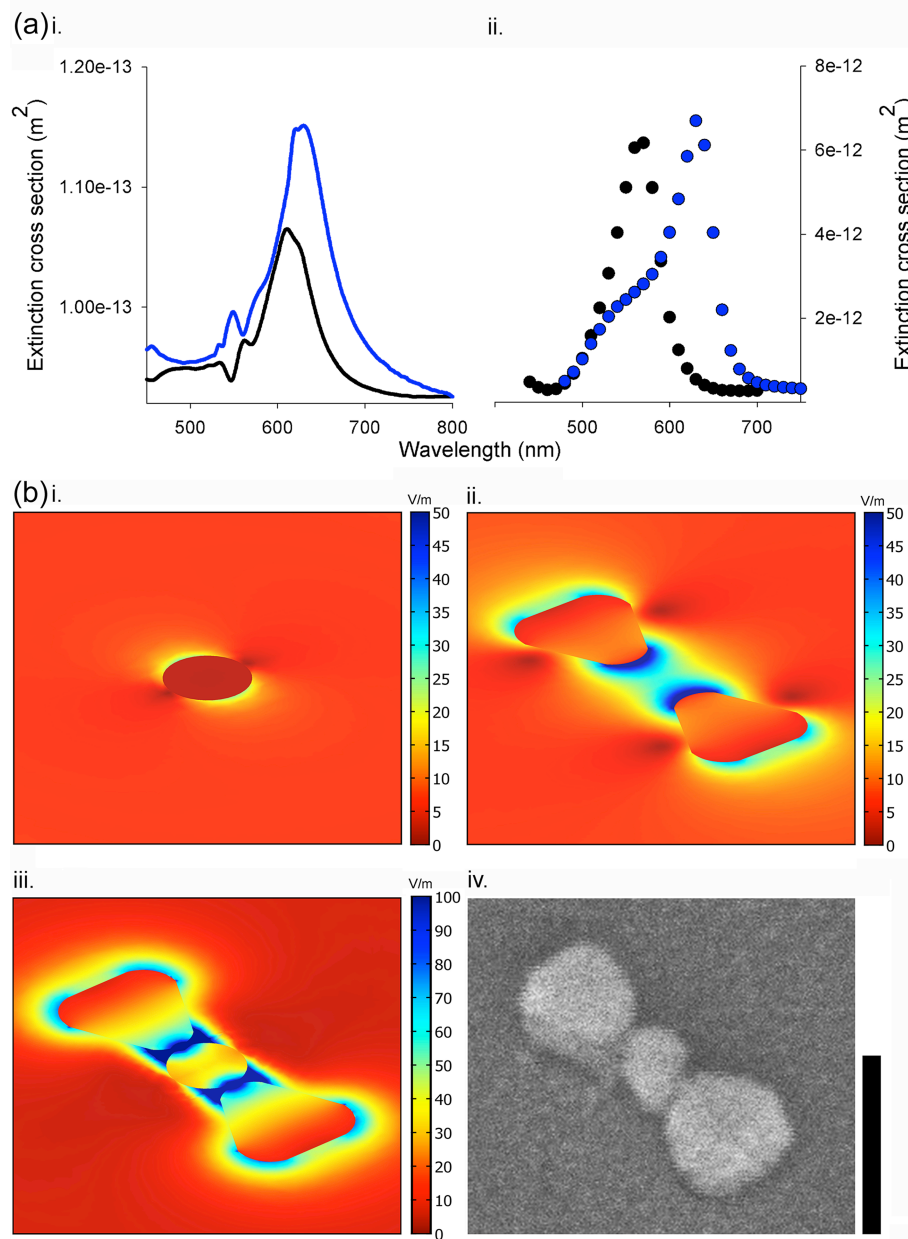 (a) i.
ii.
Extinction cross section (m2)
1.20e-13
1.10e-13
1.00e-13
500
600
700
800
8e-12
6e-12
4e-12
2e-12
Extinction cross section (m2)
500
600
700
Wavelength (nm)
(b) i.
V/m
50
45
40
35
30
25
20
15
10
5
0
ii.
V/m
50
45
40
35
30
25
20
15
10
5
0
iii.
V/m
100
90
80
70
60
50
40
30
20
10
0
iv.